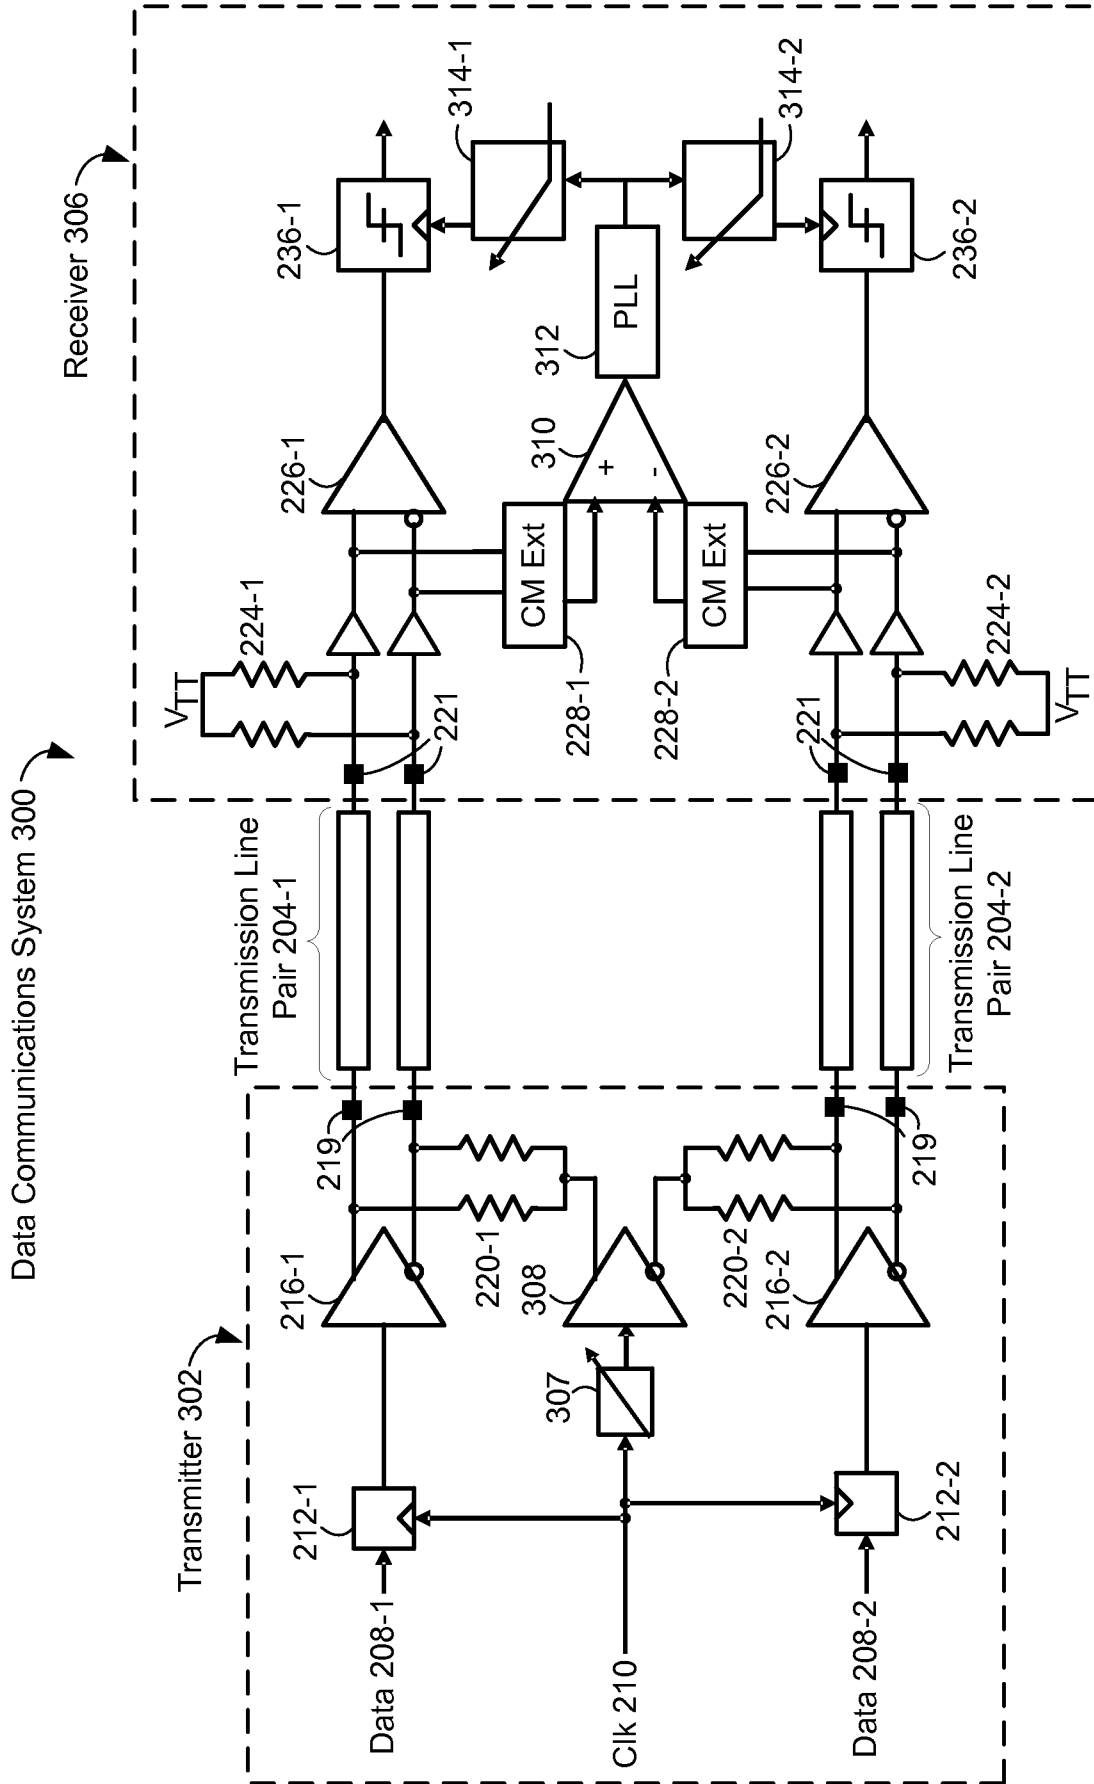 Data Communications System 300
Transmitter 302
Receiver 306
Transmission Line
Pair 204-1
Transmission Line
Pair 204-2
Data 208-1
Clk 210
Data 208-2
212-1
212-2
307
216-1
308
216-2
220-1
220-2
219
219
221
221
VTT
224-1
VTT
224-2
228-1
228-2
CM Ext
CM Ext
226-1
310
+
-
226-2
312
PLL
236-1
314-1
314-2
236-2